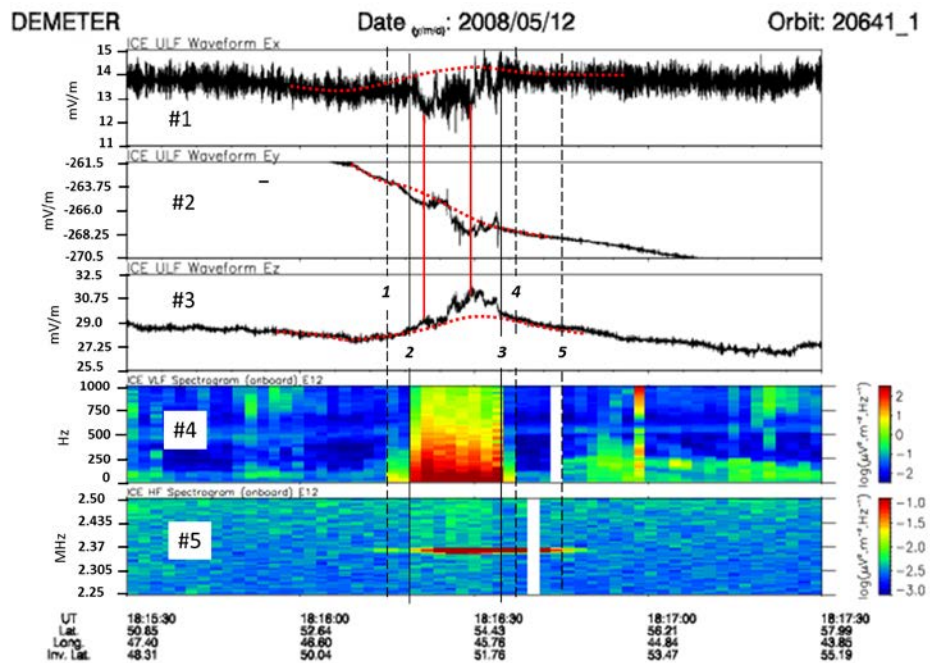 DEMETER Date (y/m/d): 2008/05/12 Orbit: 20641_1
ICE ULF Waveform Ex
15
14
13
12
11
mV/m
#1
ICE ULF Waveform Ey
-261.5
-263.75
-266.0
-268.25
-270.5
mV/m
#2
ICE ULF Waveform Ez
32.5
30.75
29.0
27.25
25.5
mV/m
#3
1 4
2 3 5
ICE VLF Spectrogram (onboard) E12
1000
750
500
250
0
Hz
#4
2
1
0
-1
-2
log(μV².m⁻².Hz⁻¹)
ICE HF Spectrogram (onboard) E12
2.50
2.435
2.37
2.305
2.25
MHz
#5
-1.0
-1.5
-2.0
-2.5
-3.0
log(μV².m⁻².Hz⁻¹)
UT 18:15:30 18:16:00 18:16:30 18:17:00 18:17:30
Lat. 50.85 52.64 54.43 56.21 57.99
Long. 47.40 46.60 45.76 44.84 43.85
Inv. Lat. 48.31 50.04 51.76 53.47 55.19